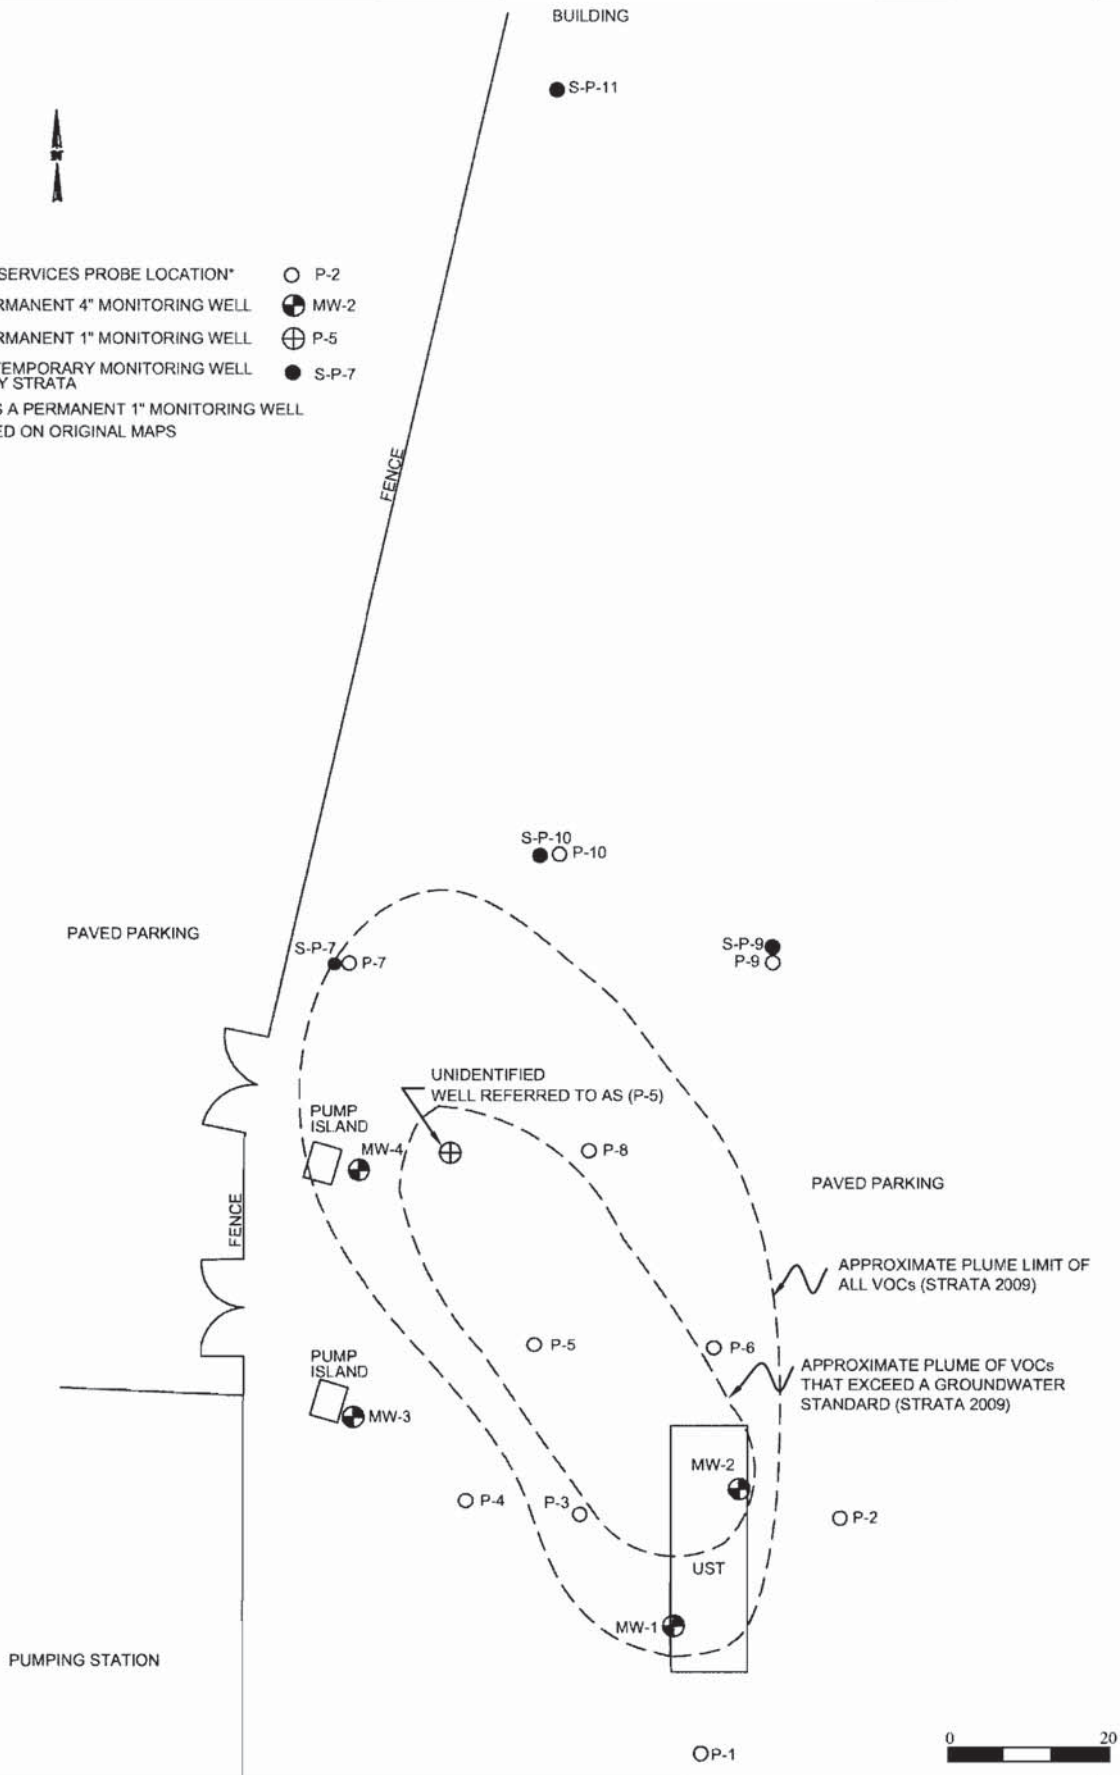 BUILDING
S-P-11
N
SERVICES PROBE LOCATION* P-2
RMANENT 4" MONITORING WELL MW-2
RMANENT 1" MONITORING WELL P-5
TEMPORARY MONITORING WELL
Y STRATA S-P-7
S A PERMANENT 1" MONITORING WELL
ED ON ORIGINAL MAPS
FENCE
S-P-10
P-10
PAVED PARKING
S-P-7
P-7
S-P-9
P-9
UNIDENTIFIED
WELL REFERRED TO AS (P-5)
PUMP
ISLAND
MW-4
P-8
PAVED PARKING
FENCE
APPROXIMATE PLUME LIMIT OF
ALL VOCs (STRATA 2009)
P-5
P-6
PUMP
ISLAND
APPROXIMATE PLUME OF VOCs
THAT EXCEED A GROUNDWATER
STANDARD (STRATA 2009)
MW-3
MW-2
P-4
P-3
P-2
UST
MW-1
PUMPING STATION
P-1
0 20